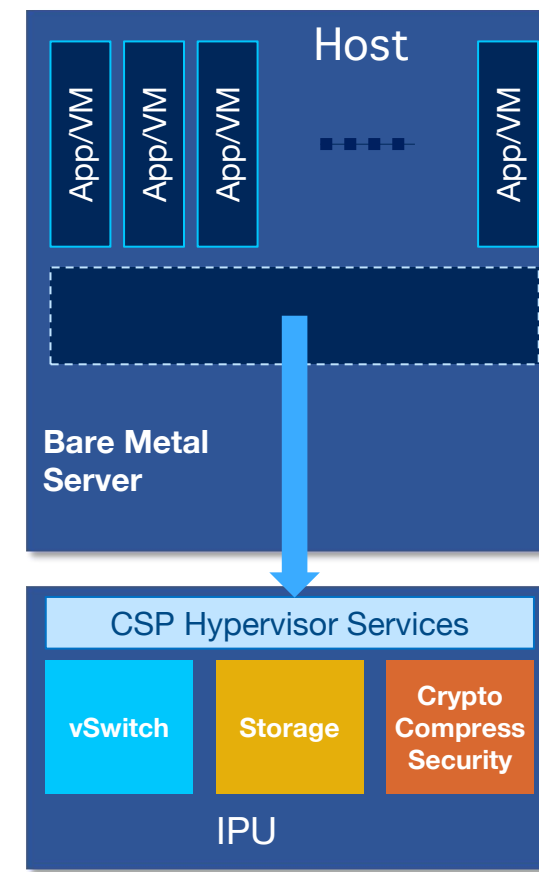 Host
App/VM
App/VM
App/VM
App/VM
Bare Metal
Server
CSP Hypervisor Services
vSwitch
Storage
Crypto
Compress
Security
IPU